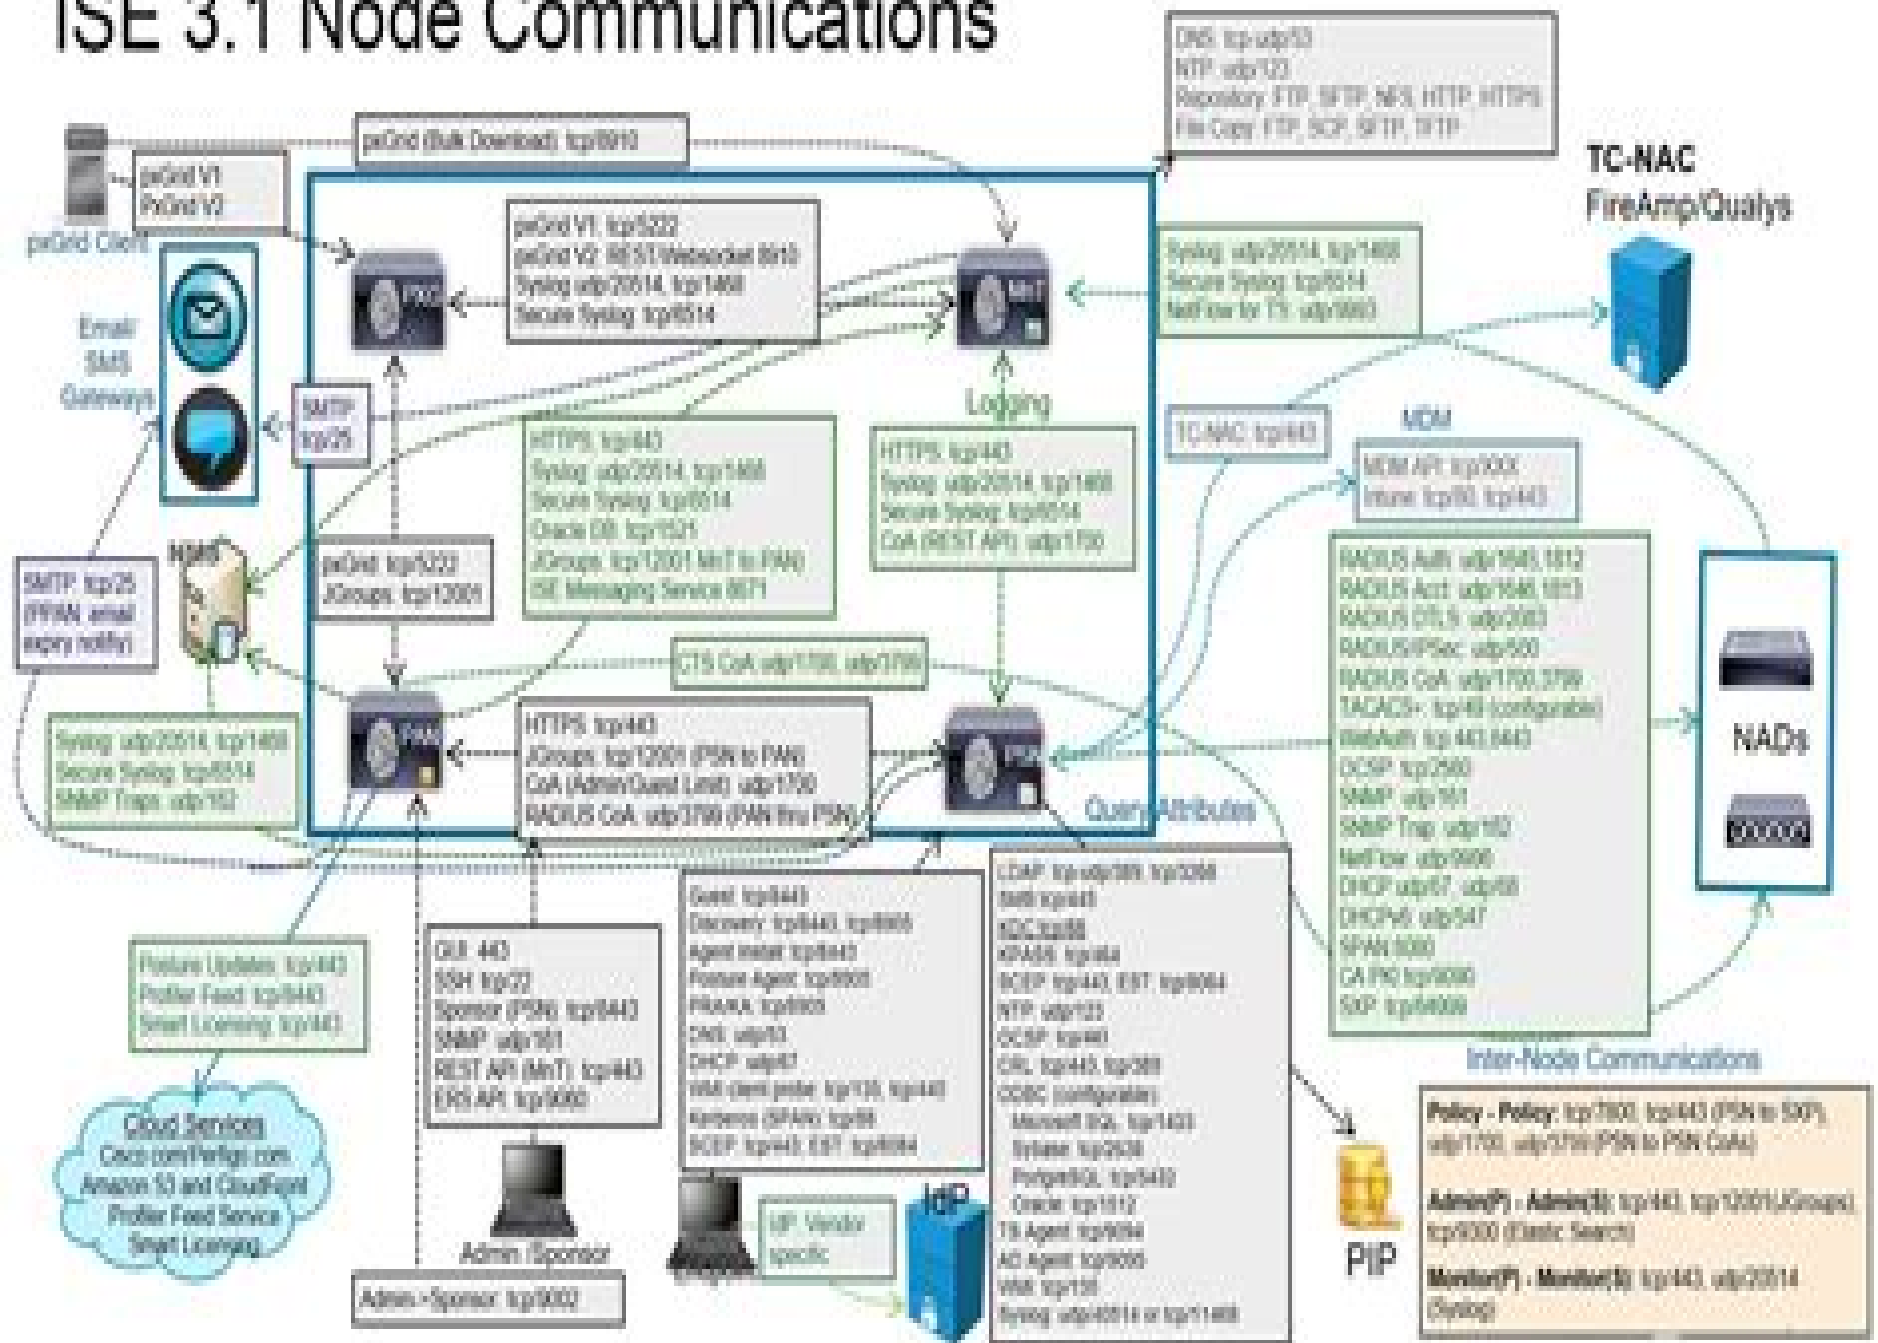 ISE 3.1 Node Communications
DNS: tcp-udp/53
NTP: udp/123
Repository: FTP, SFTP, NFS, HTTP, HTTPS
File Copy: FTP, SCP, SFTP, TFTP
pxGrid (Bulk Download): tcp/8910
pxGrid V1
PxGrid V2
pxGrid Client
TC-NAC
FireAmp/Qualys
pxGrid V1: tcp/5222
pxGrid V2: REST/Websocket 8910
Syslog udp/20514, tcp/1468
Secure Syslog: tcp/6514
Syslog: udp/20514, tcp/1468
Secure Syslog: tcp/6514
NetFlow for TS: udp/9993
Email/
SMS
Gateways
SMTP:
tcp/25
Logging
TC-NAC: tcp/443
MDM
MDM API: tcp/XXX
Intune: tcp/80, tcp/443
HTTPS: tcp/443
Syslog: udp/20514, tcp/1468
Secure Syslog: tcp/6514
Oracle DB: tcp/1521
JGroups: tcp/12001 (MnT to PAN)
ISE Messaging Service 8671
HTTPS: tcp/443
Syslog: udp/20514, tcp/1468
Secure Syslog: tcp/6514
CoA (REST API): udp/1700
NMS
pxGrid: tcp/5222
JGroups: tcp/12001
SMTP: tcp/25
(PPAN, email
expiry notify)
RADIUS Auth: udp/1645,1812
RADIUS Acct: udp/1646,1813
RADIUS DTLS: udp/2083
RADIUS/IPSec: udp/500
RADIUS CoA: udp/1700,3799
TACACS+: tcp/49 (configurable)
WebAuth: tcp:443,8443
OCSP: tcp/2560
SNMP: udp/161
SNMP Trap: udp/162
NetFlow: udp/9996
DHCP:udp/67, udp/68
DHCPv6: udp/547
SPAN:
CA PKI: tcp/9090
SXP: tcp/64999
NADs
CTS CoA: udp/1700, udp/3799
PAN
HTTPS: tcp/443
JGroups: tcp/12001 (PSN to PAN)
CoA (Admin/Guest Limit): udp/1700
RADIUS CoA: udp/3799 (PAN thru PSN)
PSN
Query Attributes
Syslog: udp/20514, tcp/1468
Secure Syslog: tcp/6514
SNMP Traps: udp/162
Posture Updates: tcp/443
Profiler Feed: tcp/8443
Smart Licensing: tcp/443
GUI: 443
SSH: tcp/22
Sponsor (PSN): tcp/8443
SNMP: udp/161
REST API (MnT): tcp/443
ERS API: tcp/9060
Guest: tcp/8443
Discovery: tcp/8443, tcp/8905
Agent Install: tcp/8443
Posture Agent: tcp/8905
PRA/KA: tcp/8905
DNS: udp/53
DHCP: udp/67
WMI client probe: tcp/135, tcp/445
Kerberos (SPAN): tcp/88
SCEP: tcp/443, EST: tcp/8084
LDAP: tcp-udp/389, tcp/3268
SMB:tcp/445
KDC:tcp/88
KPASS: tcp/464
SCEP: tcp/443, EST: tcp/8084
NTP: udp/123
OCSP: tcp/
CRL: tcp/443, tcp/389
ODBC (configurable):
Microsoft SQL: tcp/1433
Sybase: tcp/2638
PostgreSQL: tcp/5432
Oracle: tcp/1512
TS Agent: tcp/9094
AD Agent: tcp/9095
WMI: tcp/135
Syslog: udp/40514 or tcp/11468
Cloud Services
Cisco.com/Perfigo.com
Amazon S3 and CloudFront
Profiler Feed Service
Smart Licensing
Admin /Sponsor
Admin->Sponsor: tcp/9002
IdP: Vendor
specific
IdP
PIP
Inter-Node Communications
Policy - Policy: tcp/7800, tcp/443 (PSN to SXP),
udp/1700, udp/3799 (PSN to PSN CoAs)
Admin(P) - Admin(S): tcp/443, tcp/12001(JGroups),
tcp/9300 (Elastic Search)
Monitor(P) - Monitor(S): tcp/443, udp/20514
(Syslog)